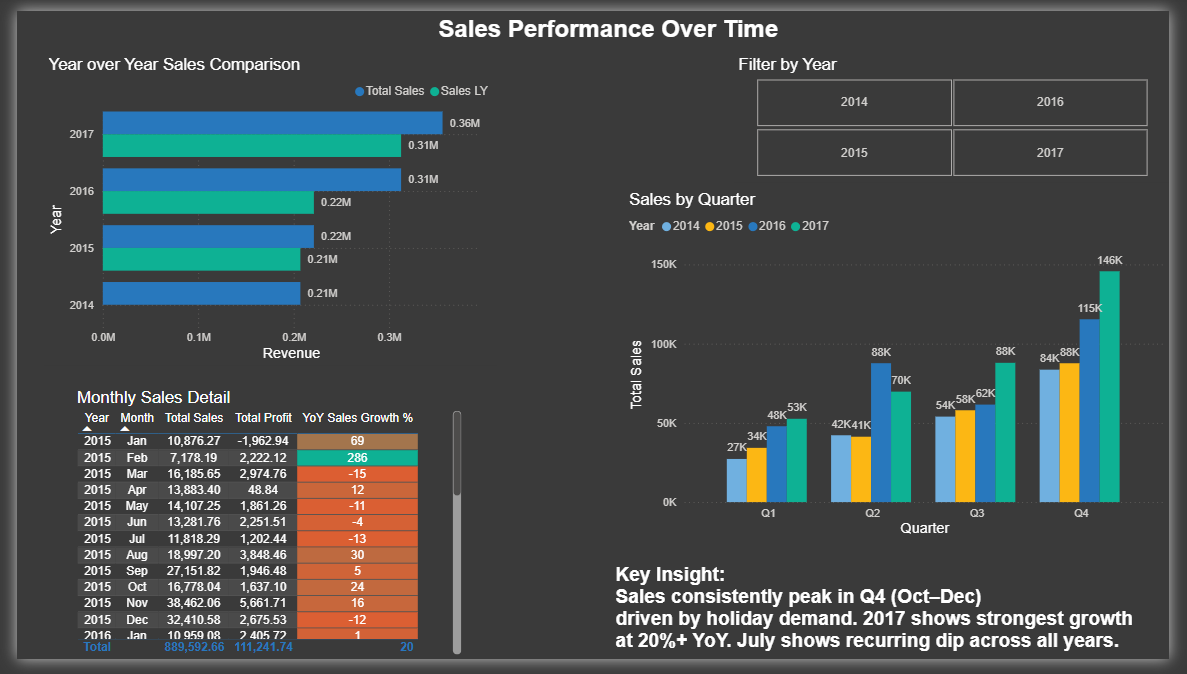 Sales Performance Over Time
Year over Year Sales Comparison
Total Sales Sales LY
Year
2017 0.36M
0.31M
2016 0.31M
0.22M
2015 0.22M
0.21M
2014 0.21M
0.0M 0.1M 0.2M 0.3M
Revenue
Filter by Year
2014 2016
2015 2017
Sales by Quarter
Year 2014 2015 2016 2017
Total Sales
150K
100K
50K
0K
27K 34K 48K 53K
42K 41K 88K 70K
54K 58K 62K 88K
84K 88K 115K 146K
Q1 Q2 Q3 Q4
Quarter
Monthly Sales Detail
Year Month Total Sales Total Profit YoY Sales Growth %
2015 Jan 10,876.27 -1,962.94 69
2015 Feb 7,178.19 2,222.12 286
2015 Mar 16,185.65 2,974.76 -15
2015 Apr 13,883.40 48.84 12
2015 May 14,107.25 1,861.26 -11
2015 Jun 13,281.76 2,251.51 -4
2015 Jul 11,818.29 1,202.44 -13
2015 Aug 18,997.20 3,848.46 30
2015 Sep 27,151.82 1,946.48 5
2015 Oct 16,778.04 1,637.10 24
2015 Nov 38,462.06 5,661.71 16
2015 Dec 32,410.58 2,675.53 -12
2016 Jan 10,959.08 2,405.72 1
Total 889,592.66 111,241.74 20
Key Insight:
Sales consistently peak in Q4 (Oct–Dec)
driven by holiday demand. 2017 shows strongest growth
at 20%+ YoY. July shows recurring dip across all years.